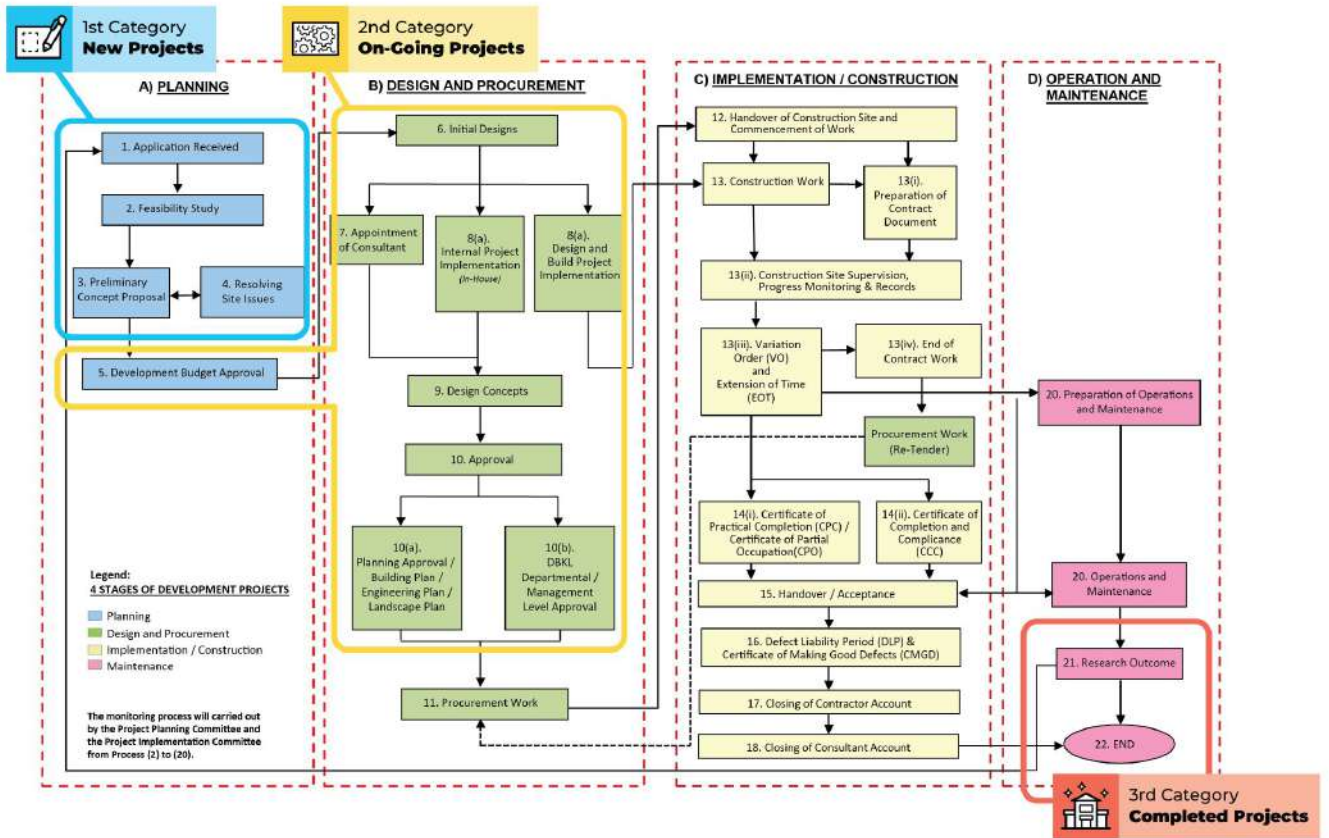 1st Category
New Projects
2nd Category
On-Going Projects
A) PLANNING
1. Application Received
2. Feasibility Study
3. Preliminary
Concept Proposal
4. Resolving
Site Issues
5. Development Budget Approval
Legend:
4 STAGES OF DEVELOPMENT PROJECTS
Planning
Design and Procurement
Implementation / Construction
Maintenance
The monitoring process will carried out
by the Project Planning Committee and
the Project Implementation Committee
from Process (2) to (20).
B) DESIGN AND PROCUREMENT
6. Initial Designs
7. Appointment
of Consultant
8(a).
Internal Project
Implementation
(In-House)
8(a).
Design and
Build Project
Implementation
9. Design Concepts
10. Approval
10(a).
Planning Approval /
Building Plan /
Engineering Plan /
Landscape Plan
10(b).
DBKL
Departmental /
Management
Level Approval
11. Procurement Work
C) IMPLEMENTATION / CONSTRUCTION
12. Handover of Construction Site and
Commencement of Work
13. Construction Work
13(i).
Preparation of
Contract
Document
13(ii). Construction Site Supervision,
Progress Monitoring & Records
13(iii). Variation
Order (VO)
and
Extension of Time
(EOT)
13(iv). End of
Contract Work
Procurement Work
(Re-Tender)
14(i). Certificate of
Practical Completion (CPC) /
Certificate of Partial
Occupation(CPO)
14(ii). Certificate of
Completion and
Complicance
(CCC)
15. Handover / Acceptance
16. Defect Liability Period (DLP) &
Certificate of Making Good Defects (CMGD)
17. Closing of Contractor Account
18. Closing of Consultant Account
D) OPERATION AND
MAINTENANCE
20. Preparation of Operations
and Maintenance
20. Operations and
Maintenance
21. Research Outcome
22. END
3rd Category
Completed Projects